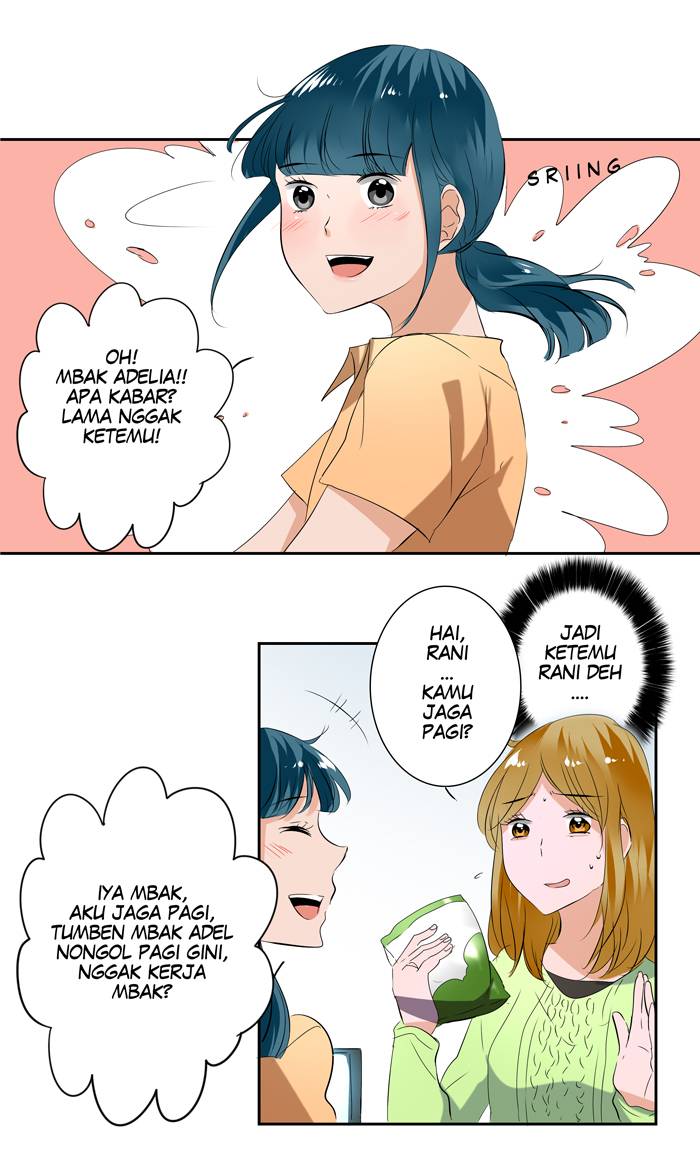 SRIING
OH!
MBAK ADELIA!!
APA KABAR?
LAMA NGGAK
KETEMU!
HAI,
RANI
...
KAMU
JAGA
PAGI?
JADI
KETEMU
RANI DEH
....
IYA MBAK,
AKU JAGA PAGI,
TUMBEN MBAK ADEL
NONGOL PAGI GINI,
NGGAK KERJA
MBAK?